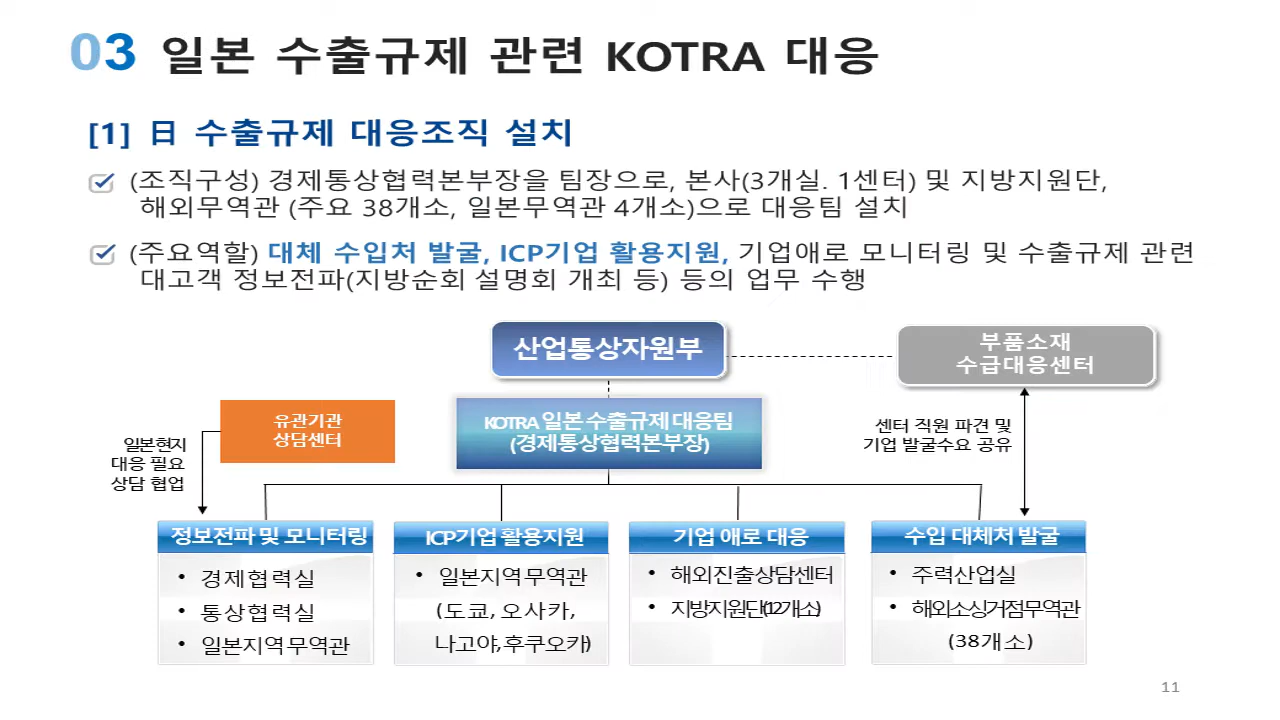 03 일본 수출규제 관련 KOTRA 대응
[1] 日 수출규제 대응조직 설치
(조직구성) 경제통상협력본부장을 팀장으로, 본사(3개실. 1센터) 및 지방지원단,
해외무역관 (주요 38개소, 일본무역관 4개소)으로 대응팀 설치
(주요역할) 대체 수입처 발굴, ICP기업 활용지원, 기업애로 모니터링 및 수출규제 관련
대고객 정보전파(지방순회 설명회 개최 등) 등의 업무 수행
산업통상자원부
부품소재
수급대응센터
유관기관
상담센터
KOTRA 일본 수출규제 대응팀
(경제통상협력본부장)
일본현지
대응 필요
상담 협업
센터 직원 파견 및
기업 발굴수요 공유
정보전파 및 모니터링
• 경제협력실
• 통상협력실
• 일본지역무역관
ICP기업 활용지원
• 일본지역무역관
(도쿄, 오사카,
나고야,후쿠오카)
기업 애로 대응
• 해외진출상담센터
• 지방지원단(12개소)
수입 대체처 발굴
• 주력산업실
• 해외소싱거점무역관
(38개소)
11